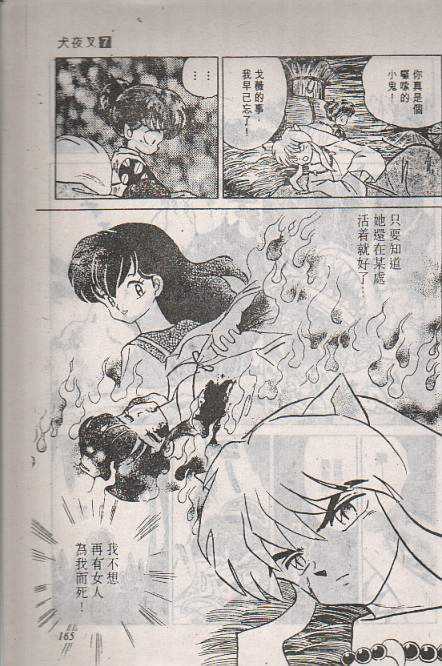 犬夜叉7
你真是個
囉嗦的
小鬼！
戈薇的事，
我早已忘了！
…
…
只要知道
她還在某處
活着就好了…
我不想
再有女人
為我而死！
165